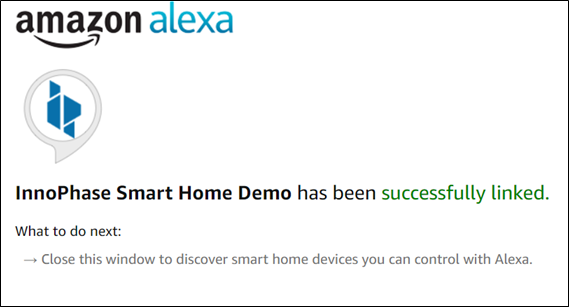 amazon alexa
InnoPhase Smart Home Demo has been successfully linked.
What to do next:
→ Close this window to discover smart home devices you can control with Alexa.